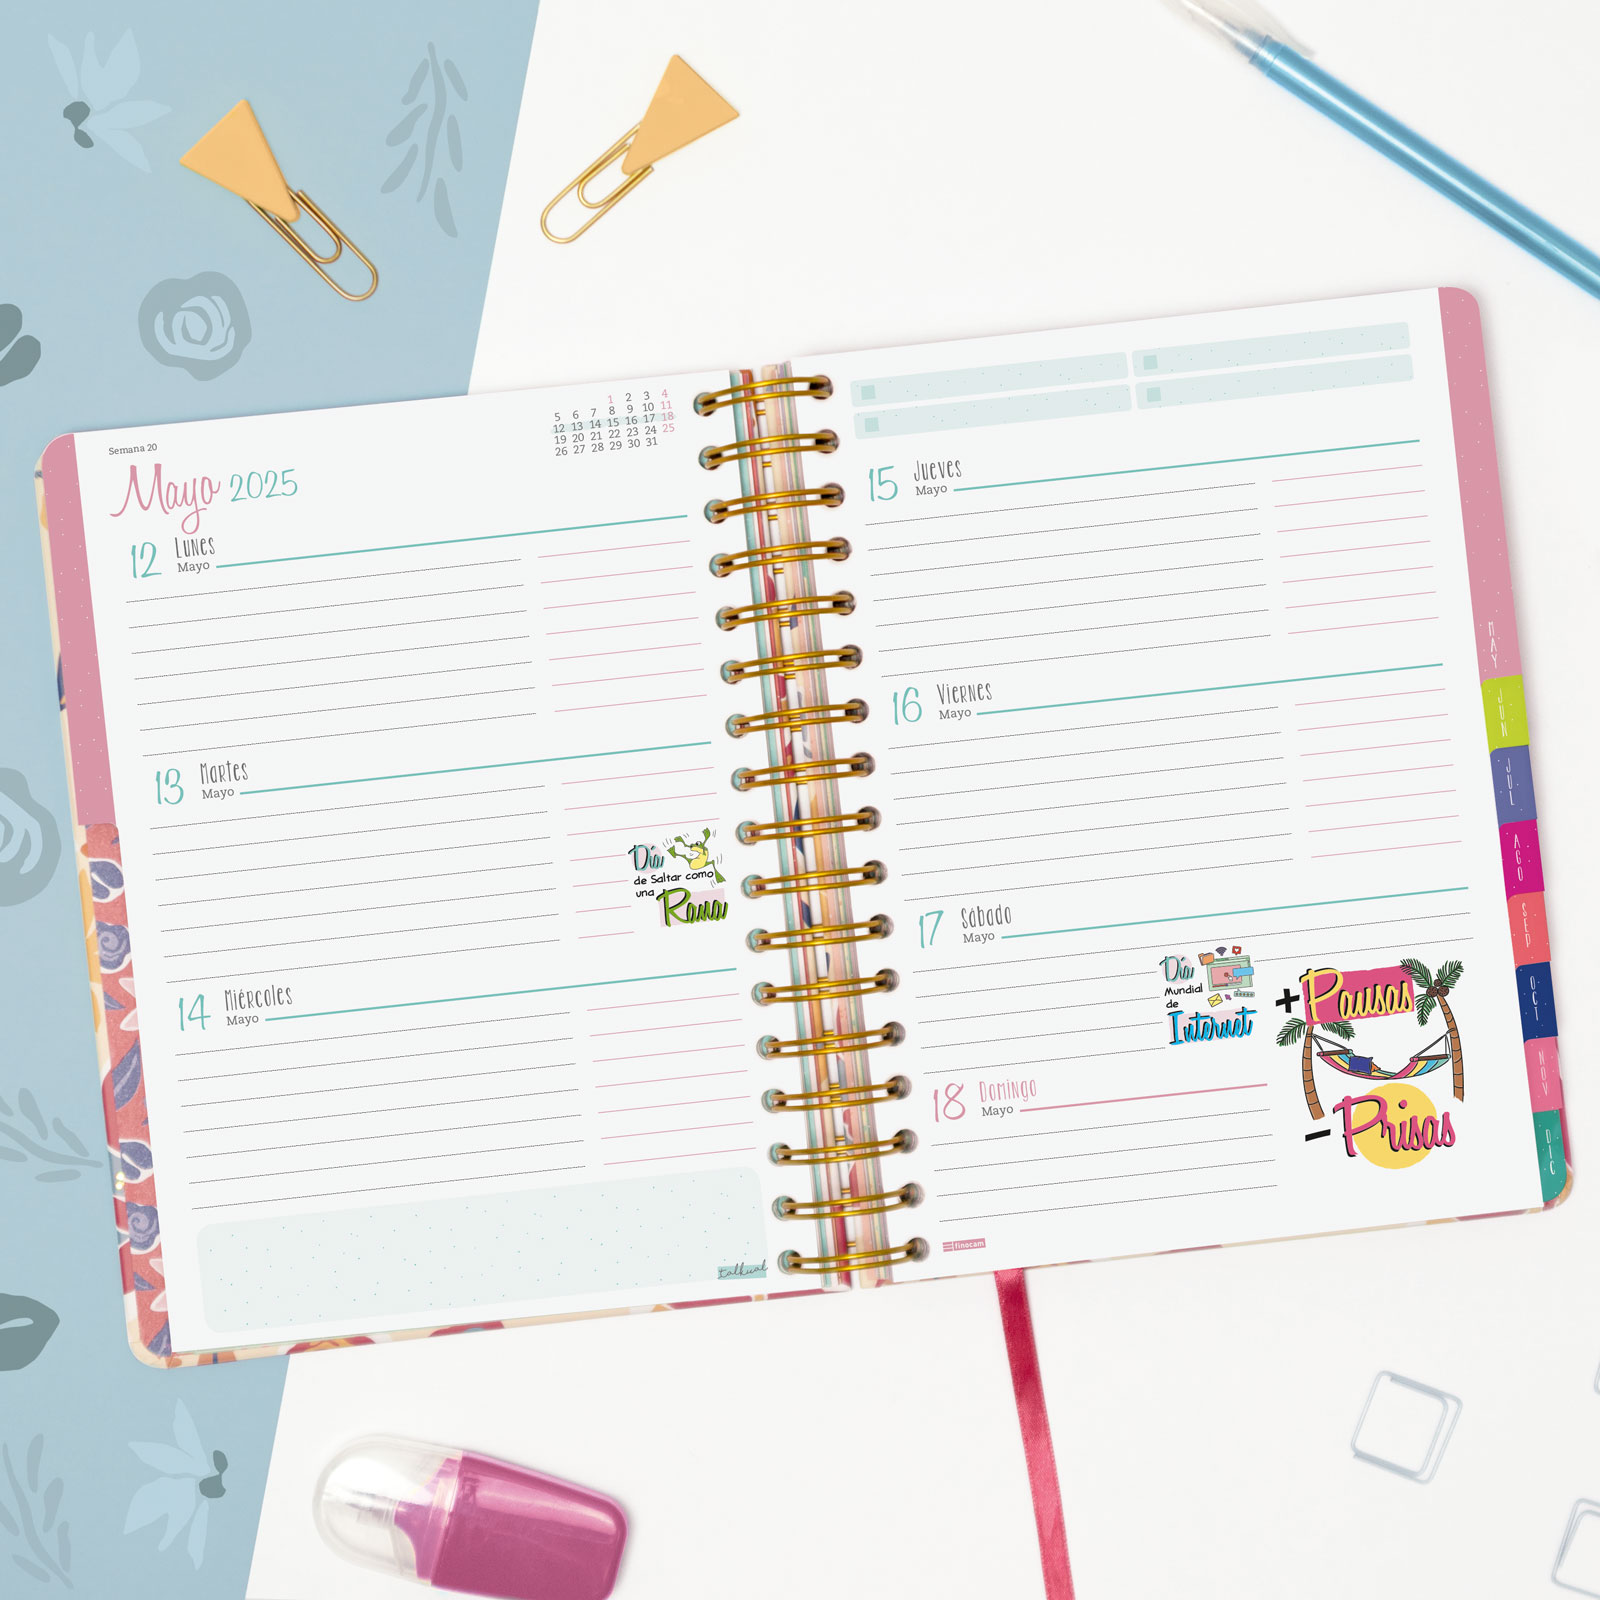 Semana 20
Mayo 2025
1 2 3 4
5 6 7 8 9 10 11
12 13 14 15 16 17 18
19 20 21 22 23 24 25
26 27 28 29 30 31
12 Lunes
Mayo
13 Martes
Mayo
Día
de Saltar como
una Rana
14 Miércoles
Mayo
talkual
15 Jueves
Mayo
16 Viernes
Mayo
17 Sábado
Mayo
Día
Mundial
de
Internet
+ Pausas
- Prisas
18 Domingo
Mayo
finocam
MAY
JUN
JUL
AGO
SEP
OCT
NOV
DIC